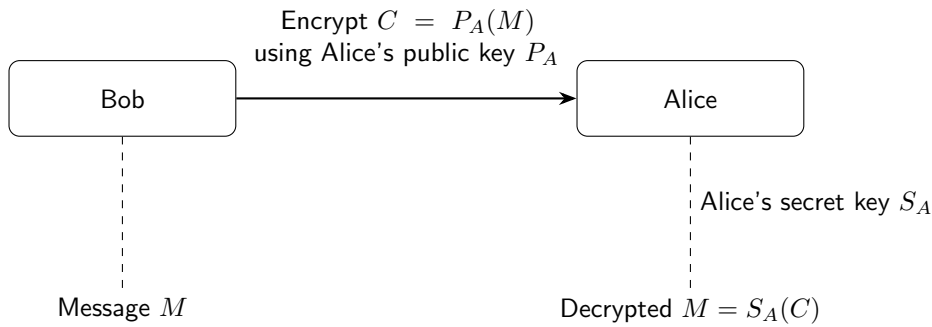 Encrypt C = P_A(M)
using Alice's public key P_A
Bob
Alice
Alice's secret key S_A
Message M
Decrypted M = S_A(C)